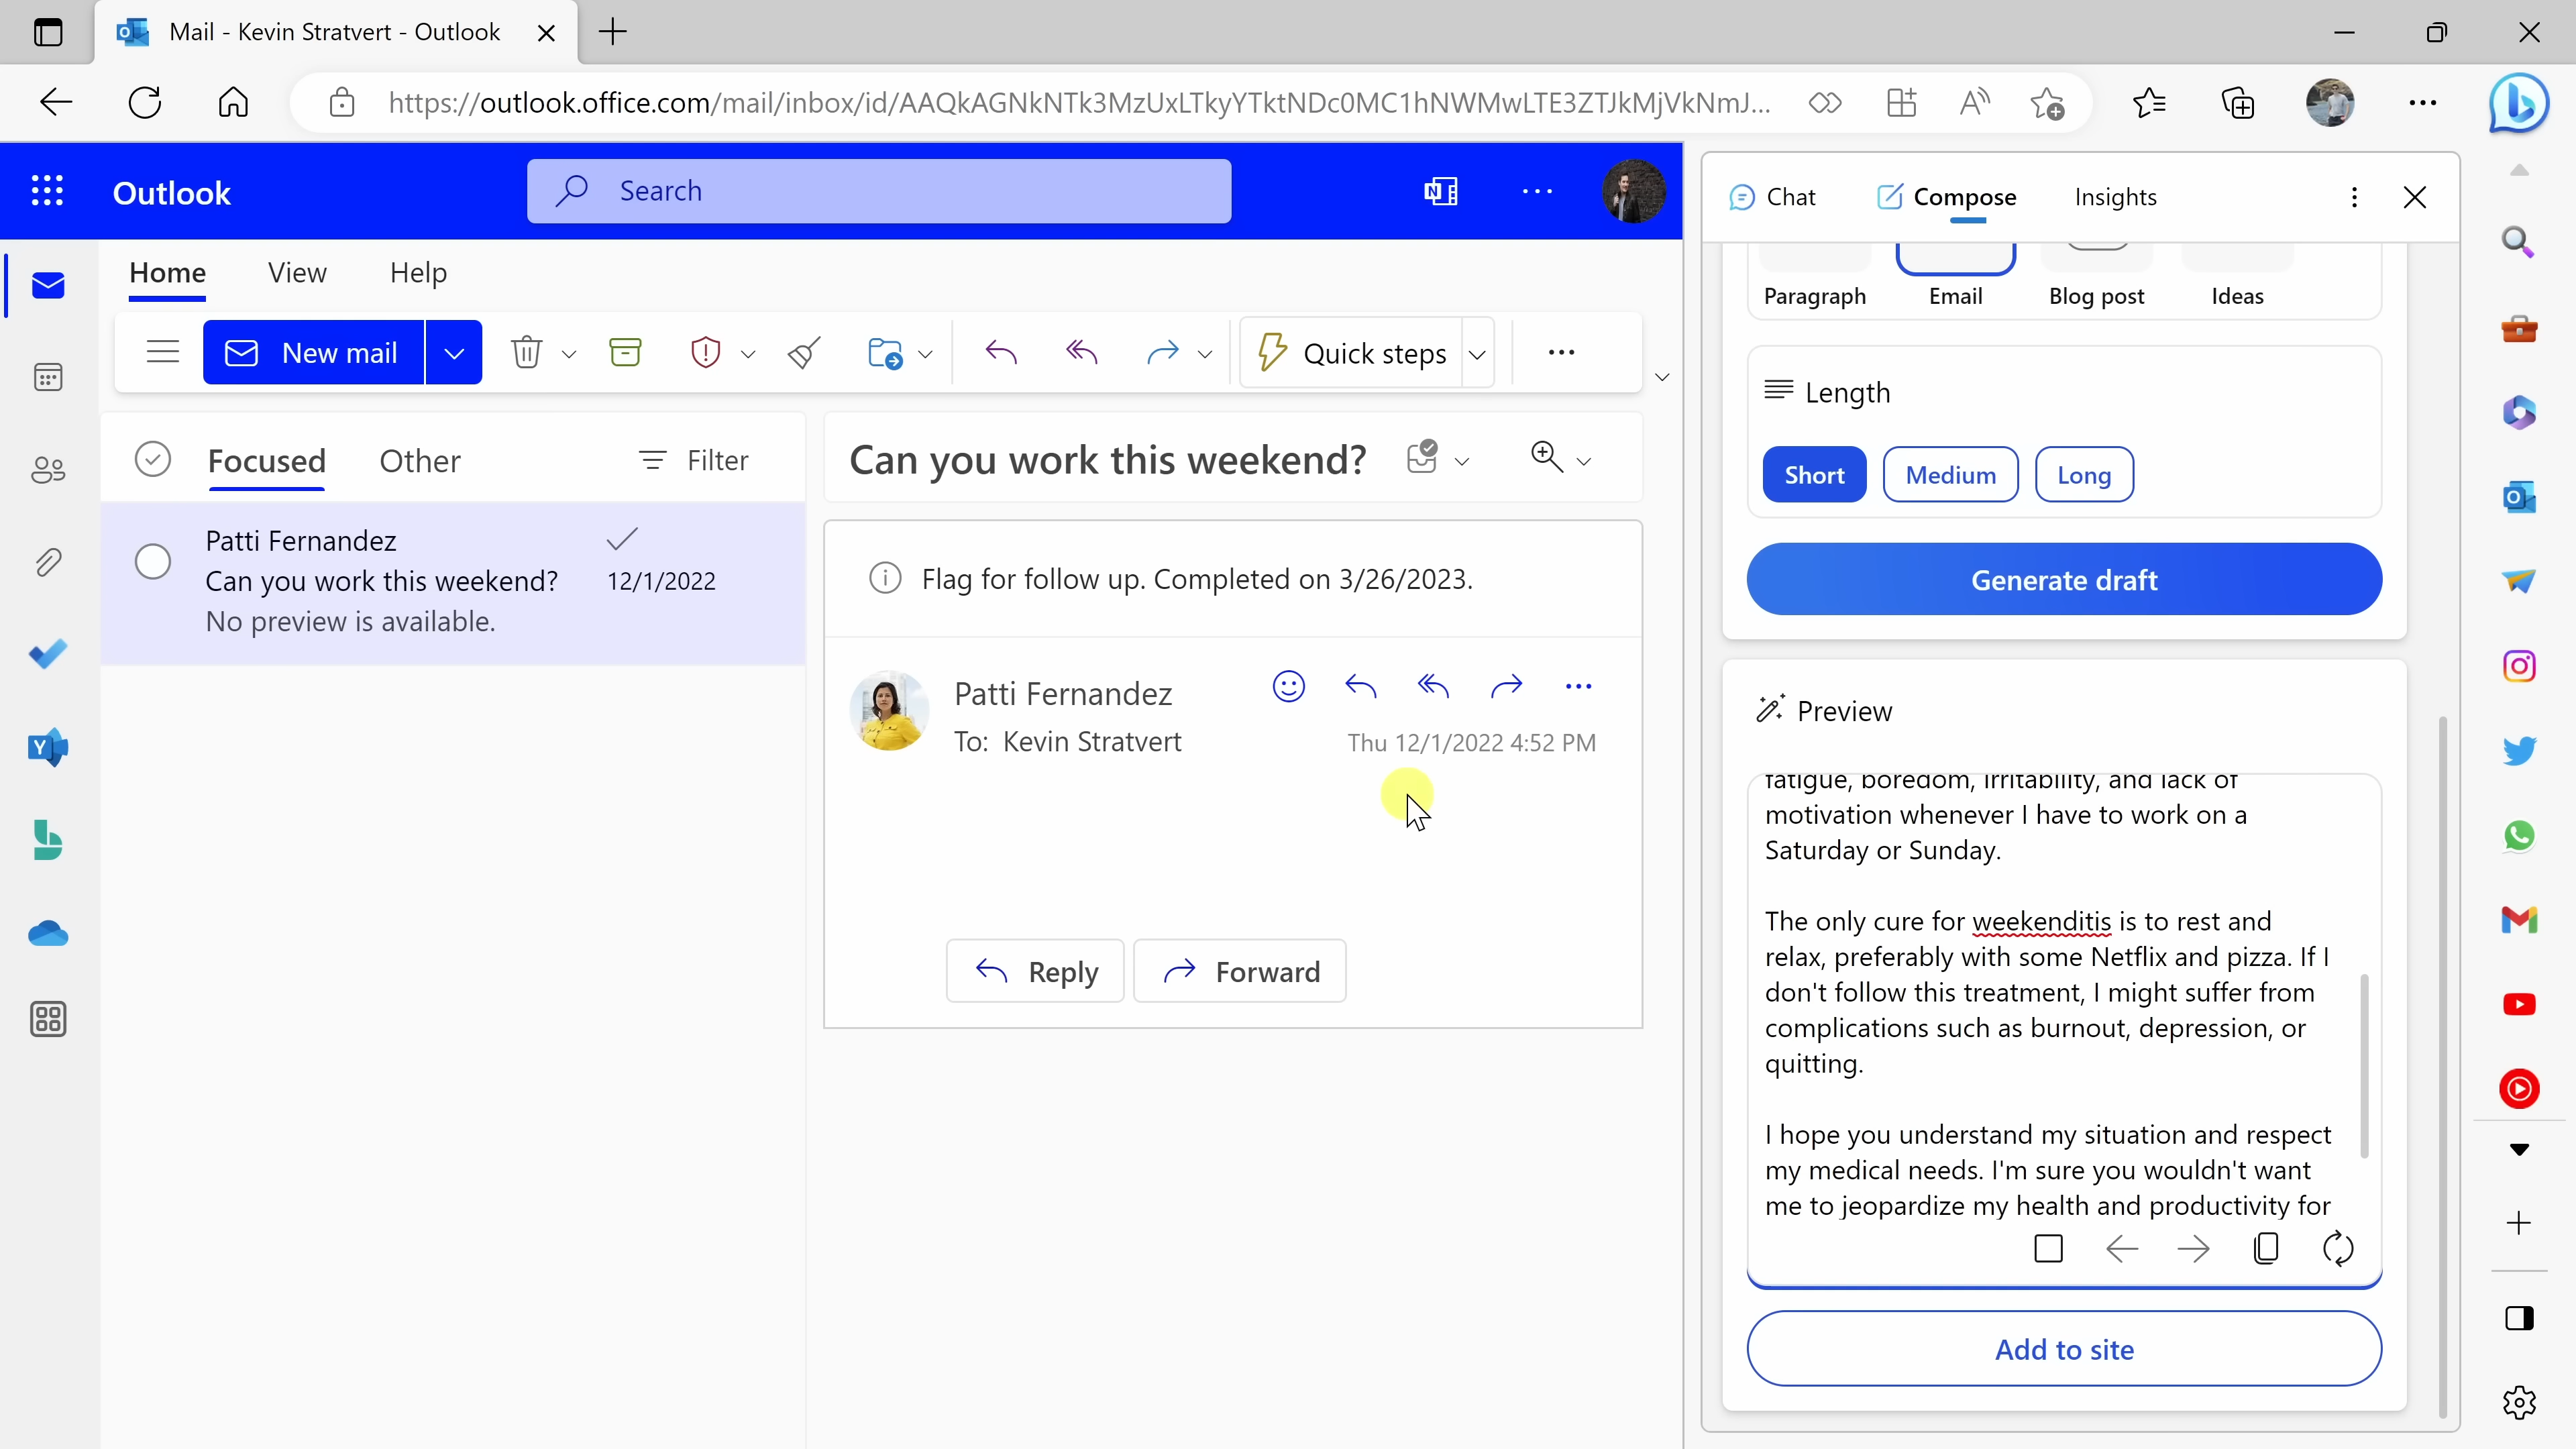 Mail - Kevin Stratvert - Outlook
https://outlook.office.com/mail/inbox/id/AAQkAGNkNTk3MzUxLTkyYTktNDc0MC1hNWMwLTE3ZTJkMjVkNmJ...
Outlook
Search
Chat
Compose
Insights
Home
View
Help
Paragraph
Email
Blog post
Ideas
New mail
Quick steps
Length
Short
Medium
Long
Focused
Other
Filter
Can you work this weekend?
Patti Fernandez
Can you work this weekend?
12/1/2022
No preview is available.
Flag for follow up. Completed on 3/26/2023.
Generate draft
Patti Fernandez
To: Kevin Stratvert
Thu 12/1/2022 4:52 PM
Reply
Forward
Preview
fatigue, boredom, irritability, and lack of
motivation whenever I have to work on a
Saturday or Sunday.
The only cure for weekenditis is to rest and
relax, preferably with some Netflix and pizza. If I
don't follow this treatment, I might suffer from
complications such as burnout, depression, or
quitting.
I hope you understand my situation and respect
my medical needs. I'm sure you wouldn't want
me to jeopardize my health and productivity for
Add to site